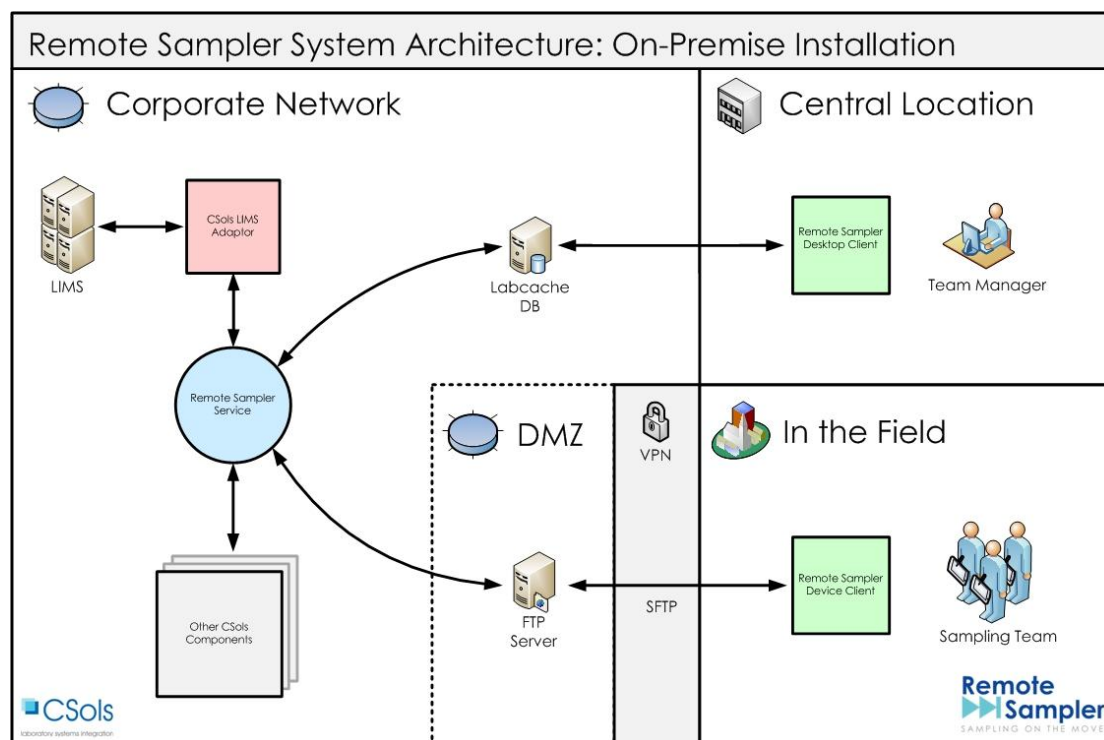 Remote Sampler System Architecture: On-Premise Installation
Corporate Network
Central Location
CSols LIMS
Adaptor
LIMS
Labcache
DB
Remote Sampler
Desktop Client
Team Manager
Remote Sampler
Service
DMZ
VPN
In the Field
Other CSols
Components
FTP
Server
SFTP
Remote Sampler
Device Client
Sampling Team
CSols
laboratory systems integration
Remote
Sampler
SAMPLING ON THE MOVE